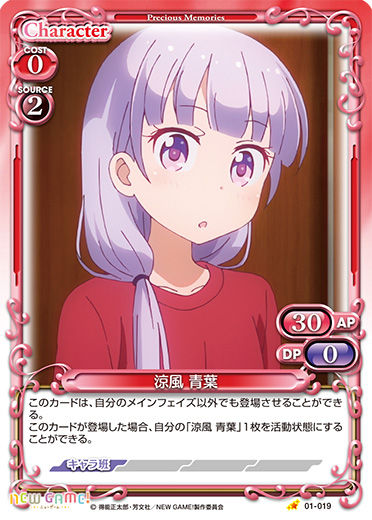 Precious Memories
Character
COST
0
SOURCE
2
30 AP
DP 0
涼風 青葉
このカードは、自分のメインフェイズ以外でも登場させることができ
る。
このカードが登場した場合、自分の「涼風 青葉」1枚を活動状態にする
ことができる。
キャラ班
NEW GAME!
© 得能正太郎・芳文社／NEW GAME!製作委員会
01-019